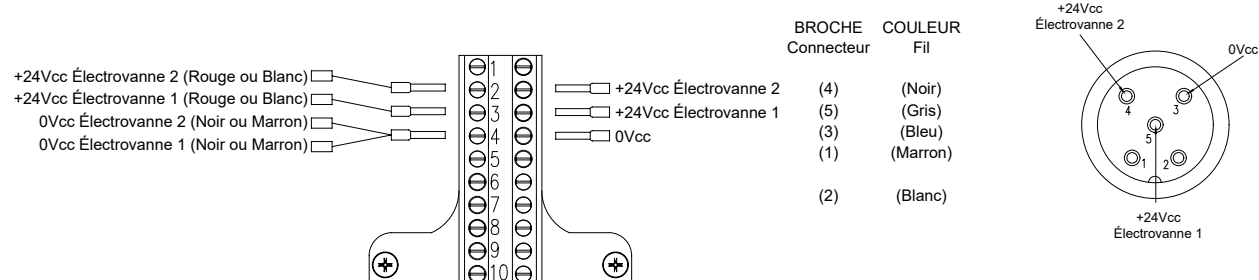 +24Vcc Électrovanne 2 (Rouge ou Blanc)
+24Vcc Électrovanne 1 (Rouge ou Blanc)
0Vcc Électrovanne 2 (Noir ou Marron)
0Vcc Électrovanne 1 (Noir ou Marron)
1
2
3
4
5
6
7
8
9
10
+24Vcc Électrovanne 2
+24Vcc Électrovanne 1
0Vcc
BROCHE COULEUR
Connecteur Fil
(4) (Noir)
(5) (Gris)
(3) (Bleu)
(1) (Marron)
(2) (Blanc)
+24Vcc
Électrovanne 2
0Vcc
4 3
5
1 2
+24Vcc
Électrovanne 1